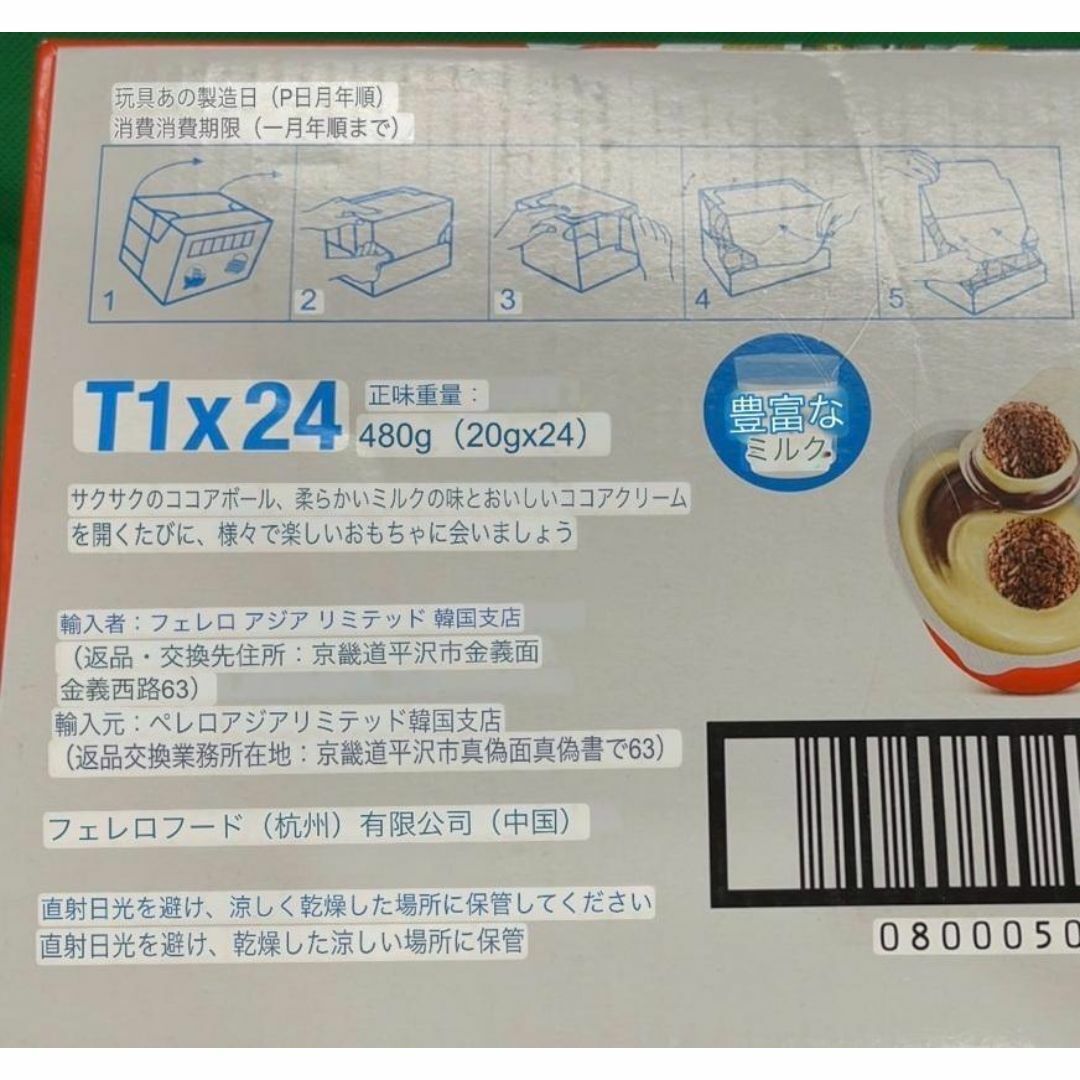 玩具あの製造日（P日月年順）
消費消費期限（一月年順まで）
1
2
3
4
5
T1x24
正味重量：
480g（20gx24）
豊富な
ミルク
サクサクのココアボール、柔らかいミルクの味とおいしいココアクリーム
を開くたびに、様々で楽しいおもちゃに会いましょう
輸入者：フェレロ アジア リミテッド 韓国支店
（返品・交換先住所：京畿道平沢市金義面
金義西路63）
輸入元：ペレロアジアリミテッド韓国支店
（返品交換業務所在地：京畿道平沢市真偽面真偽書で63）
フェレロフード（杭州）有限公司（中国）
直射日光を避け、涼しく乾燥した場所に保管してください
直射日光を避け、乾燥した涼しい場所に保管
0800050